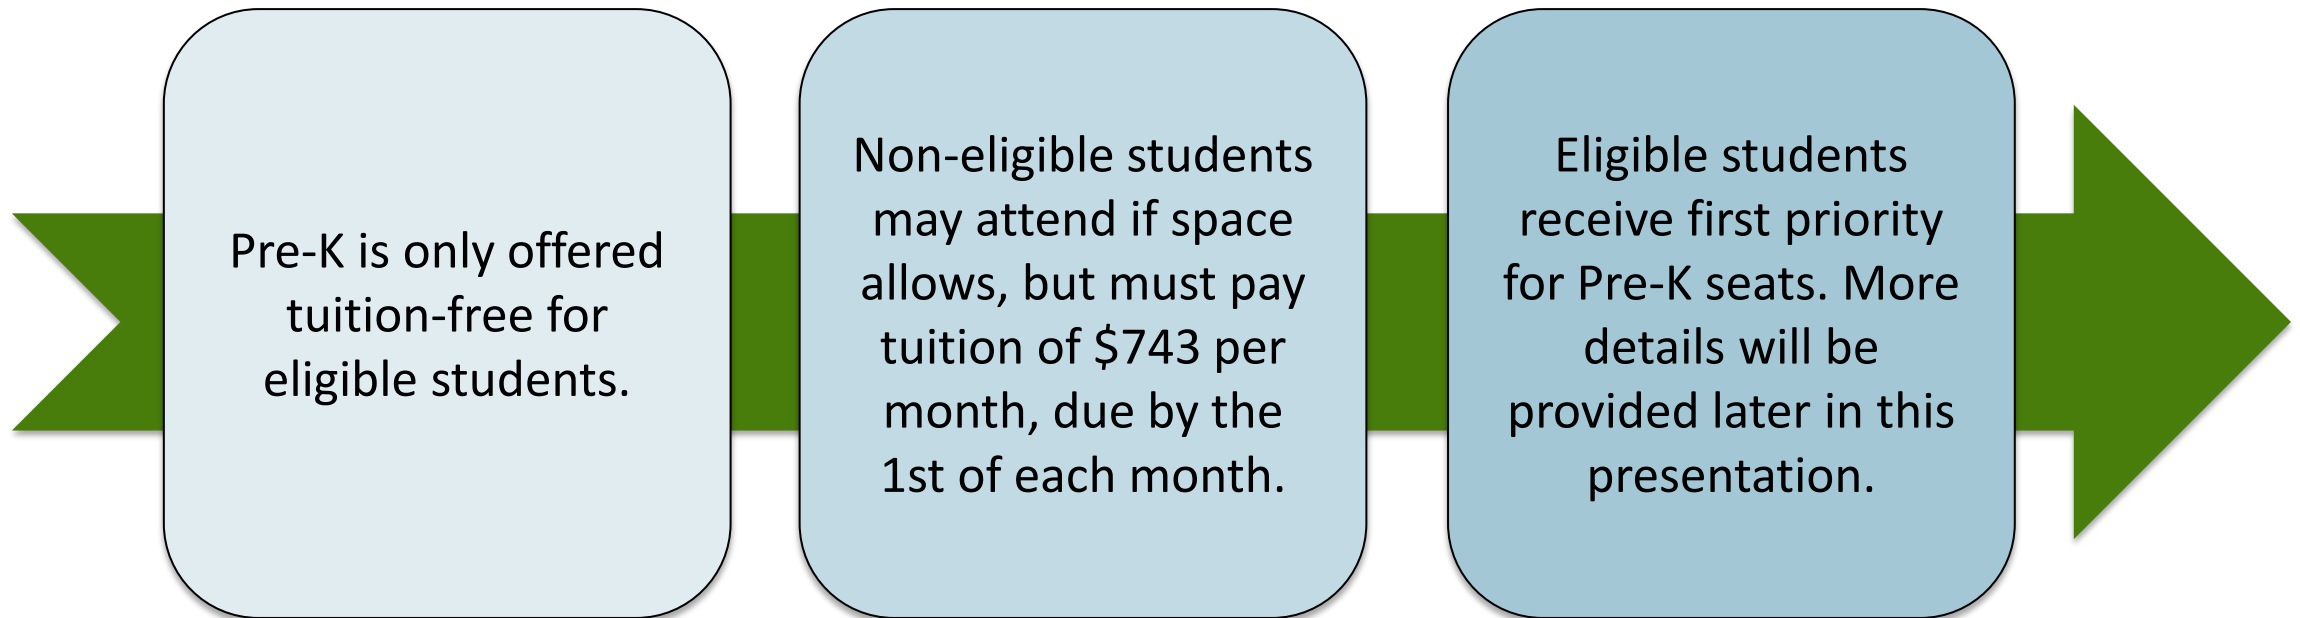 Pre-K is only offered
tuition-free for
eligible students.
Non-eligible students
may attend if space
allows, but must pay
tuition of $743 per
month, due by the
1st of each month.
Eligible students
receive first priority
for Pre-K seats. More
details will be
provided later in this
presentation.